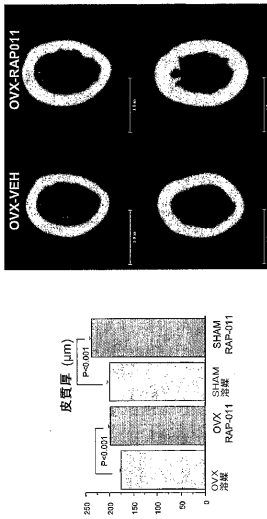 OVX-RAP011
OVX-VEH
皮質厚 (μm)
250
200
150
100
50
0
P<0.001
P<0.001
OVX
溶媒
OVX
RAP-011
SHAM
溶媒
SHAM
RAP-011